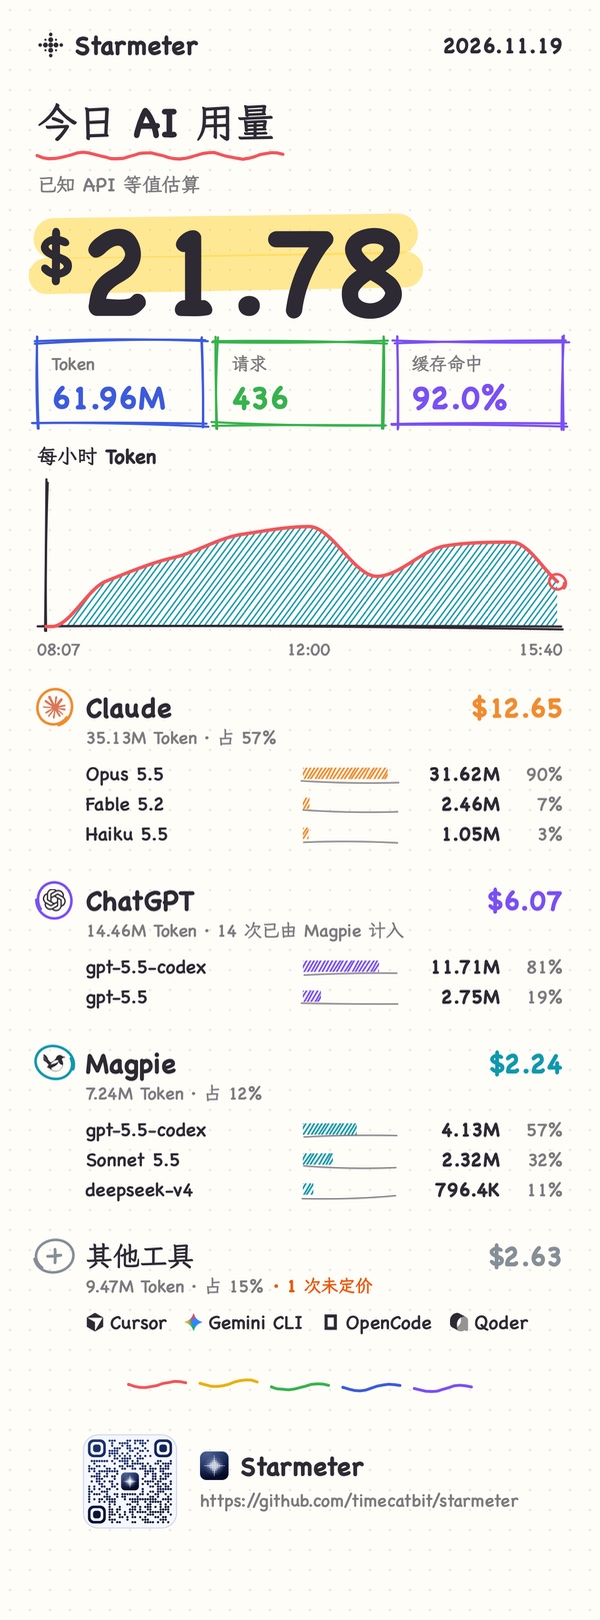 Starmeter 2026.11.19
今日 AI 用量
已知 API 等值估算
$21.78
Token 请求 缓存命中
61.96M 436 92.0%
每小时 Token
08:07 12:00 15:40
Claude $12.65
35.13M Token · 占 57%
Opus 5.5 31.62M 90%
Fable 5.2 2.46M 7%
Haiku 5.5 1.05M 3%
ChatGPT $6.07
14.46M Token · 14 次已由 Magpie 计入
gpt-5.5-codex 11.71M 81%
gpt-5.5 2.75M 19%
Magpie $2.24
7.24M Token · 占 12%
gpt-5.5-codex 4.13M 57%
Sonnet 5.5 2.32M 32%
deepseek-v4 796.4K 11%
其他工具 $2.63
9.47M Token · 占 15% · 1 次未定价
Cursor Gemini CLI OpenCode Qoder
Starmeter
https://github.com/timecatbit/starmeter